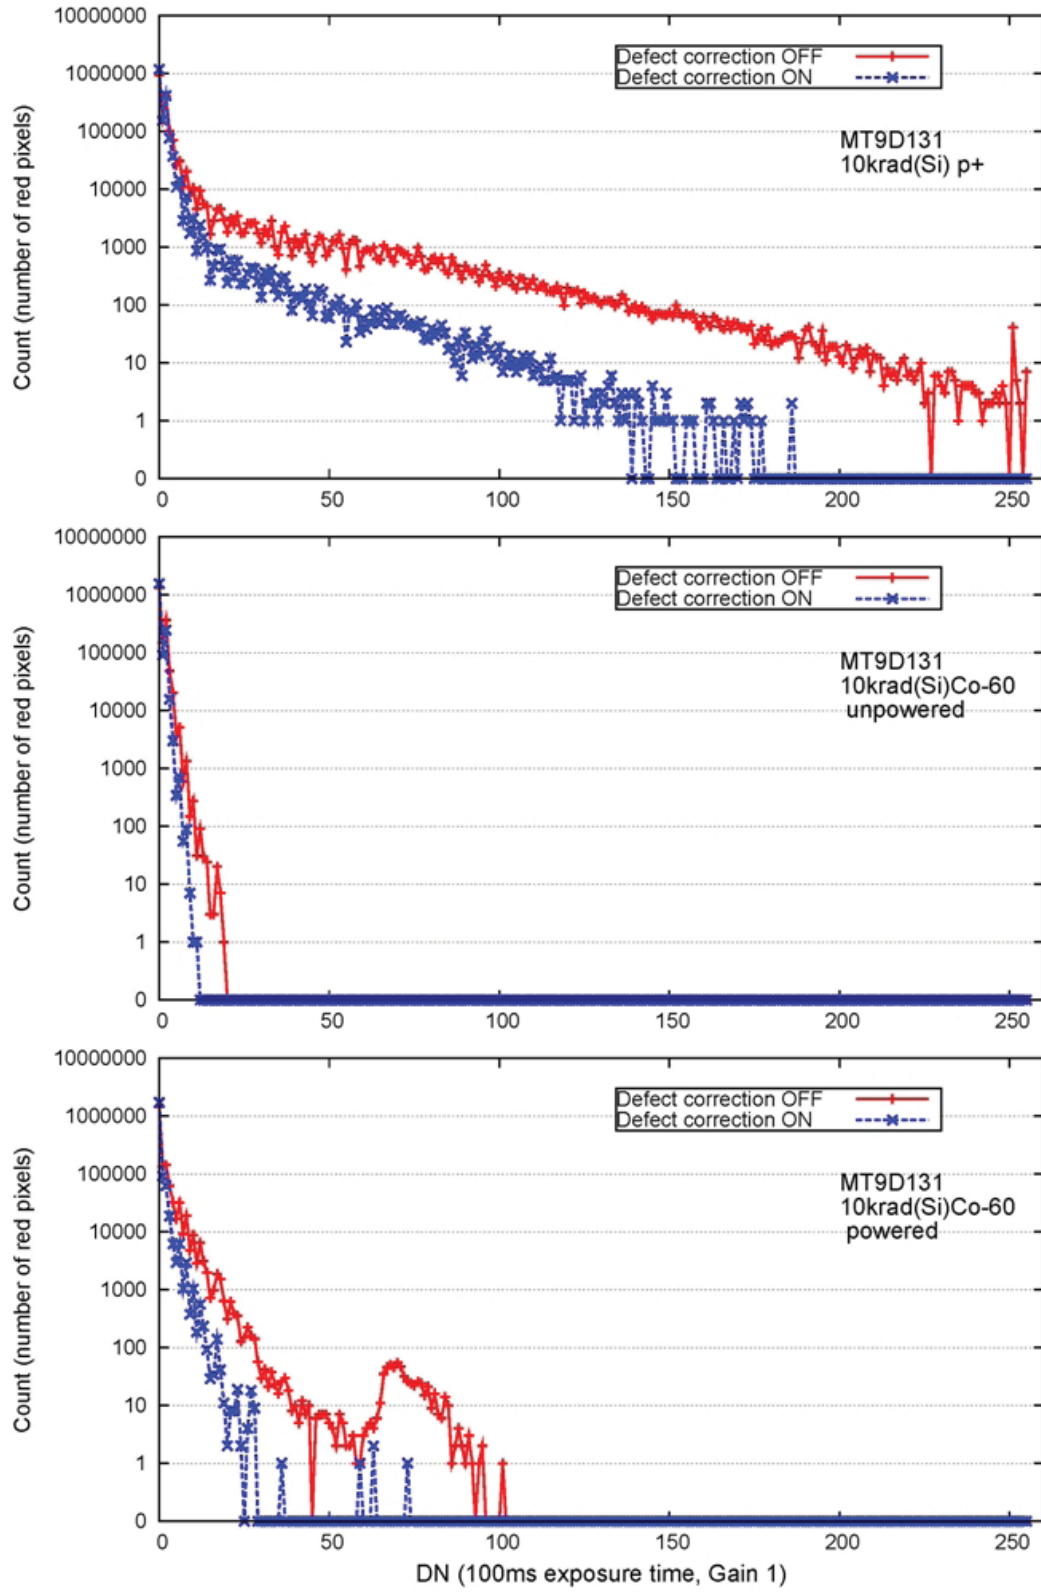 10000000
1000000
100000
10000
1000
100
10
1
0
Count (number of red pixels)
Defect correction OFF
Defect correction ON
MT9D131
10krad(Si) p+
0 50 100 150 200 250
10000000
1000000
100000
10000
1000
100
10
1
0
Count (number of red pixels)
Defect correction OFF
Defect correction ON
MT9D131
10krad(Si)Co-60
unpowered
0 50 100 150 200 250
10000000
1000000
100000
10000
1000
100
10
1
0
Count (number of red pixels)
Defect correction OFF
Defect correction ON
MT9D131
10krad(Si)Co-60
powered
0 50 100 150 200 250
DN (100ms exposure time, Gain 1)